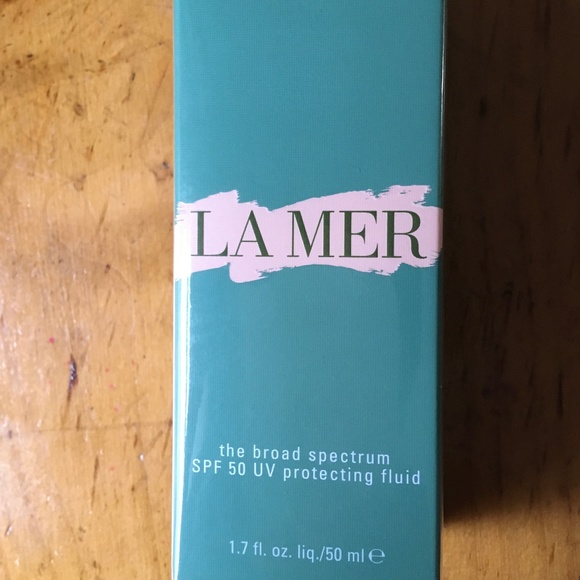 LA MER
the broad spectrum
SPF 50 UV protecting fluid
1.7 fl. oz. liq./50 ml ℮